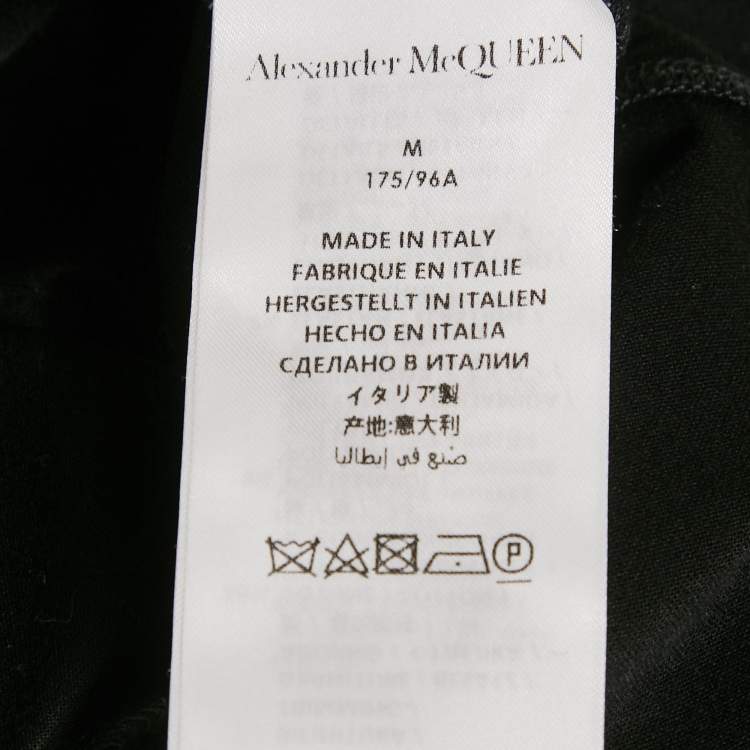 Alexander McQUEEN
M
175/96A
MADE IN ITALY
FABRIQUE EN ITALIE
HERGESTELLT IN ITALIEN
HECHO EN ITALIA
СДЕЛАНО В ИТАЛИИ
イタリア製
产地:意大利
صنع في إيطاليا
P